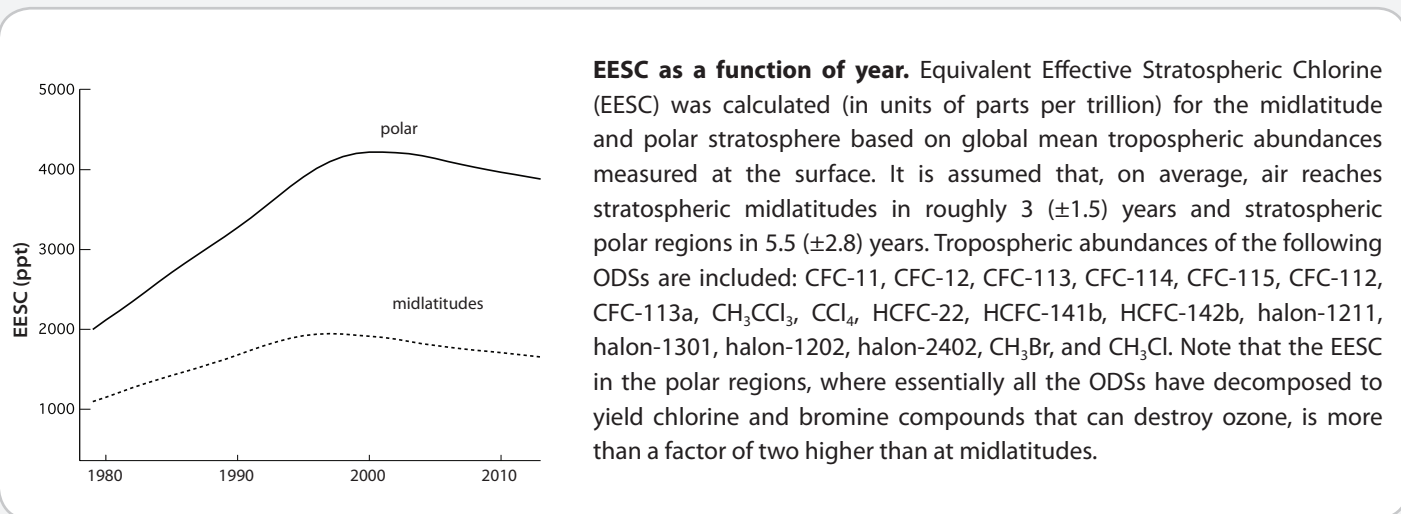 5000
4000
3000
2000
1000
EESC (ppt)
polar
midlatitudes
1980 1990 2000 2010
EESC as a function of year. Equivalent Effective Stratospheric Chlorine
(EESC) was calculated (in units of parts per trillion) for the midlatitude
and polar stratosphere based on global mean tropospheric abundances
measured at the surface. It is assumed that, on average, air reaches
stratospheric midlatitudes in roughly 3 (±1.5) years and stratospheric
polar regions in 5.5 (±2.8) years. Tropospheric abundances of the following
ODSs are included: CFC-11, CFC-12, CFC-113, CFC-114, CFC-115, CFC-112,
CFC-113a, CH₃CCl₃, CCl₄, HCFC-22, HCFC-141b, HCFC-142b, halon-1211,
halon-1301, halon-1202, halon-2402, CH₃Br, and CH₃Cl. Note that the EESC
in the polar regions, where essentially all the ODSs have decomposed to
yield chlorine and bromine compounds that can destroy ozone, is more
than a factor of two higher than at midlatitudes.